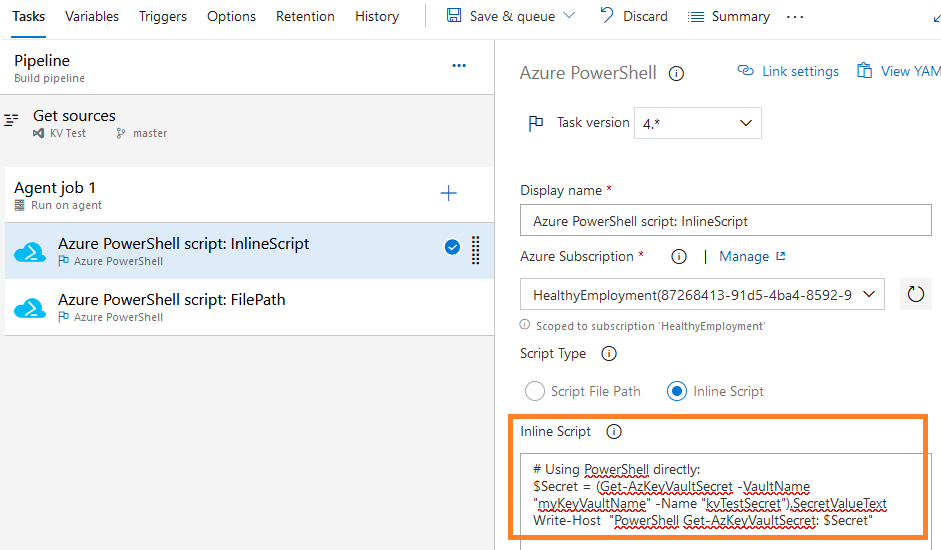 Tasks Variables Triggers Options Retention History Save & queue Discard Summary ...
Pipeline
Build pipeline
Get sources
KV Test master
Agent job 1
Run on agent
Azure PowerShell script: InlineScript
Azure PowerShell
Azure PowerShell script: FilePath
Azure PowerShell
Azure PowerShell Link settings View YAM
Task version 4.*
Display name *
Azure PowerShell script: InlineScript
Azure Subscription * | Manage
HealthyEmployment(87268413-91d5-4ba4-8592-9
Scoped to subscription 'HealthyEmployment'
Script Type
Script File Path Inline Script
Inline Script
# Using PowerShell directly:
$Secret = (Get-AzKeyVaultSecret -VaultName
"myKeyVaultName" -Name "kvTestSecret").SecretValueText
Write-Host "PowerShell Get-AzKeyVaultSecret: $Secret"